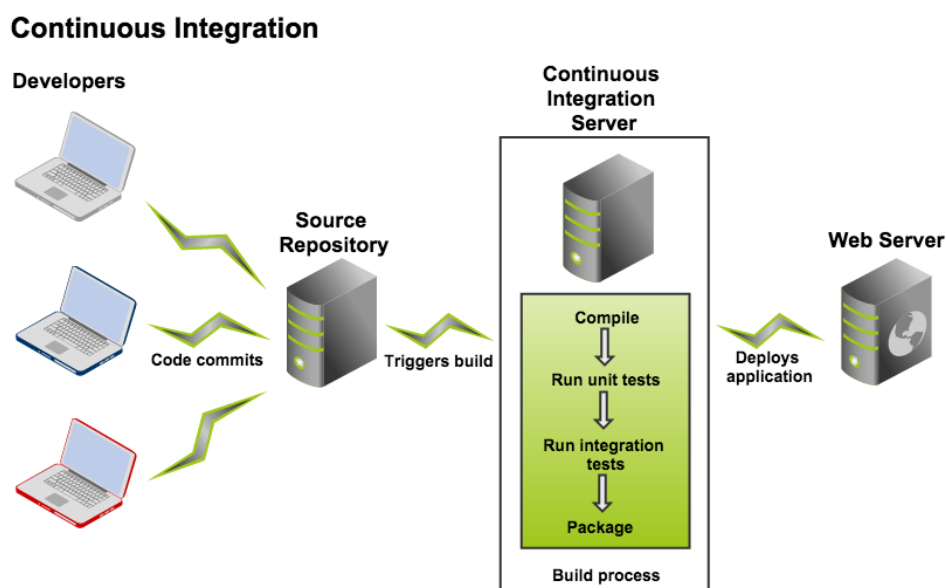 Continuous Integration
Developers
Continuous
Integration
Server
Source
Repository
Web Server
Code commits
Triggers build
Compile
Run unit tests
Run integration
tests
Package
Build process
Deploys
application